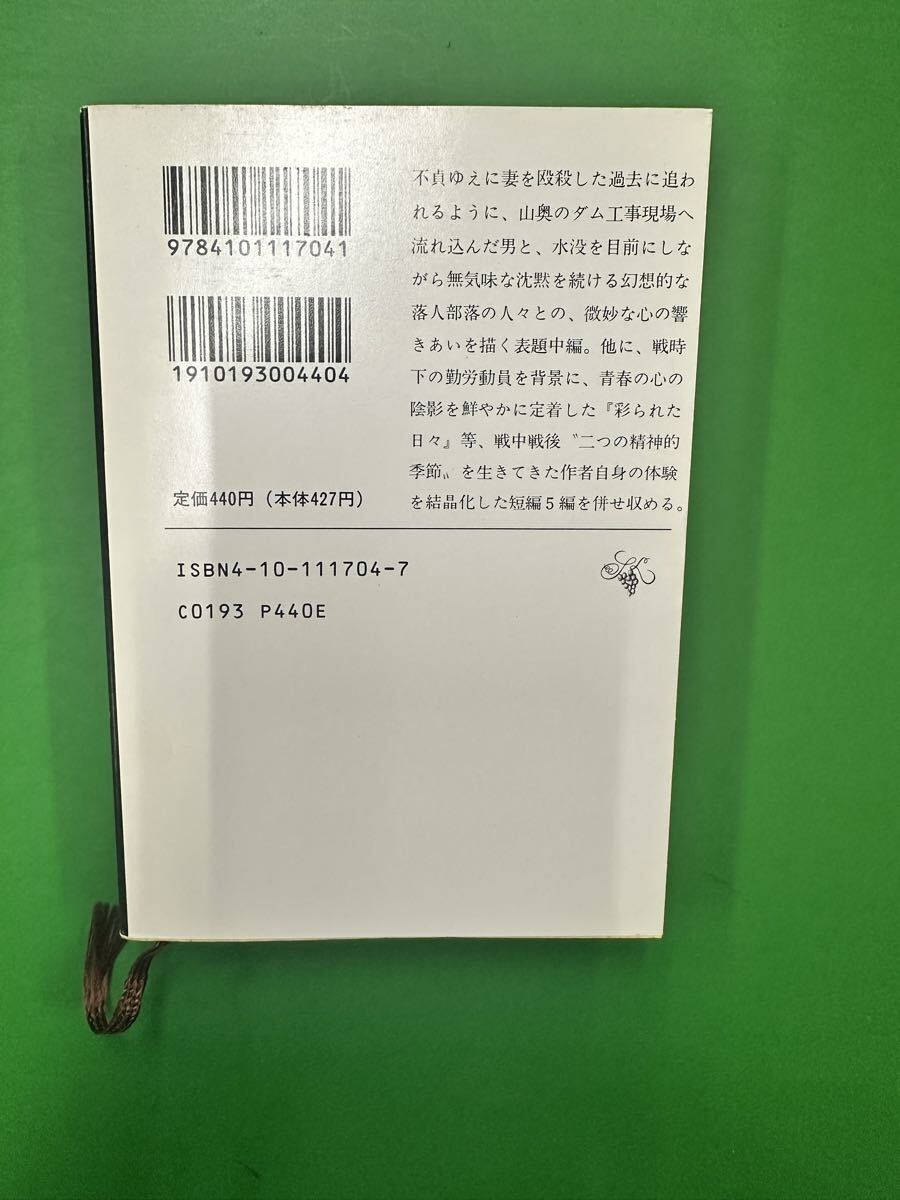 9784101117041
1910193004404
定価440円（本体427円）
不貞ゆえに妻を殴殺した過去に追わ
れるように、山奥のダム工事現場へ
流れ込んだ男と、水没を目前にしな
がら無気味な沈黙を続ける幻想的な
落人部落の人々との、微妙な心の響
きあいを描く表題中編。他に、戦時
下の勤労動員を背景に、青春の心の
陰影を鮮やかに定着した『彩られた
日々』等、戦中戦後〝二つの精神的
季節〟を生きてきた作者自身の体験
を結晶化した短編5編を併せ収める。
ISBN4-10-111704-7
C0193 P440E